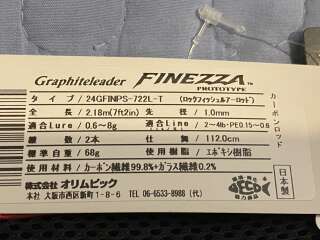 Graphiteleader FINEZZA™
PROTOTYPE
タイプ/24GFINPS-722L-T (ロックフィッシュアーロッド)
全長/2.18m(7ft2in) 先径/1.0mm
適合Lure/0.6~8g 適合Line/2~4lb・PE0.15~0.6
継数/2本 仕舞/112.0cm
標準自重/68g 使用樹脂/エポキシ樹脂
使用材料/カーボン繊維99.8%+ガラス繊維0.2%
株式会社 オリムピック TEL 06-6533-8988 (代)
本社 大阪市西区新町1-8-6
カーボンロッド
日本製